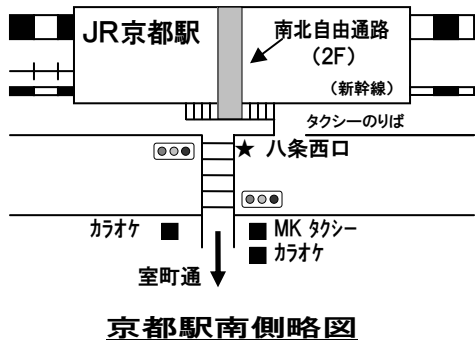 JR京都駅
南北自由通路
(2F)
(新幹線)
タクシーのりば
★ 八条西口
カラオケ ■
■ MK タクシー
■ カラオケ
室町通
京都駅南側略図